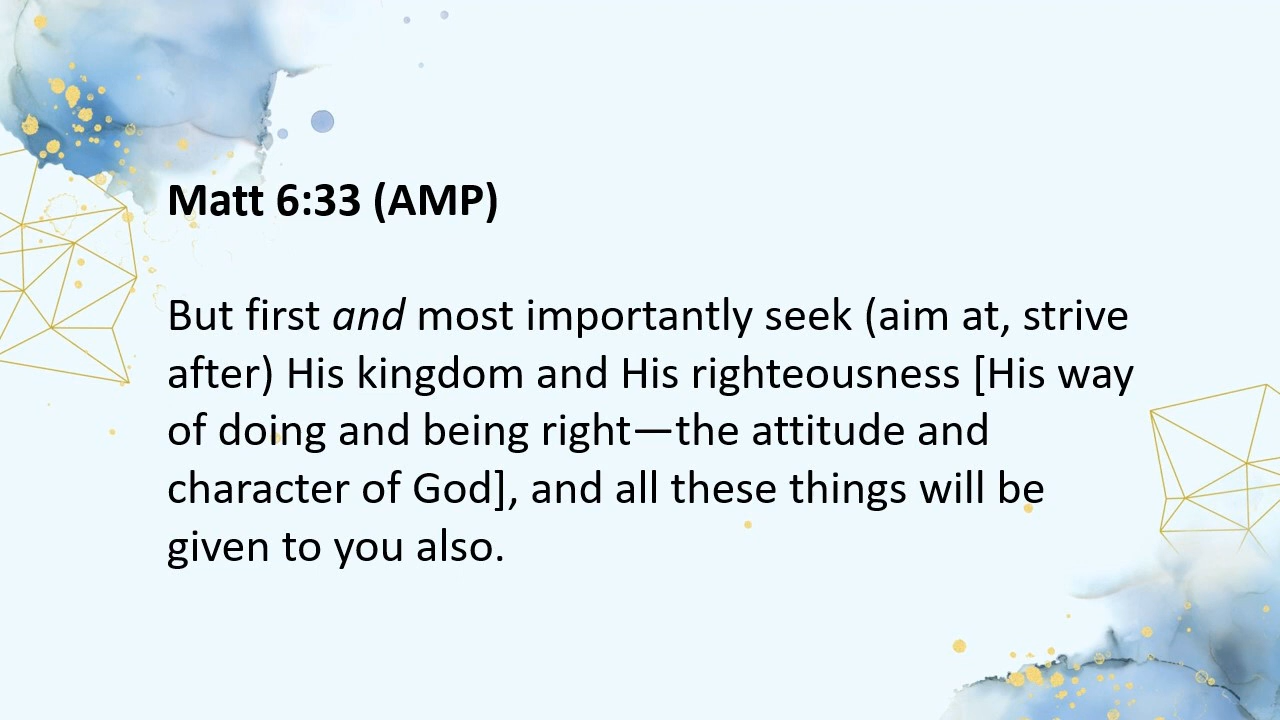 Matt 6:33 (AMP)
But first and most importantly seek (aim at, strive
after) His kingdom and His righteousness [His way
of doing and being right—the attitude and
character of God], and all these things will be
given to you also.